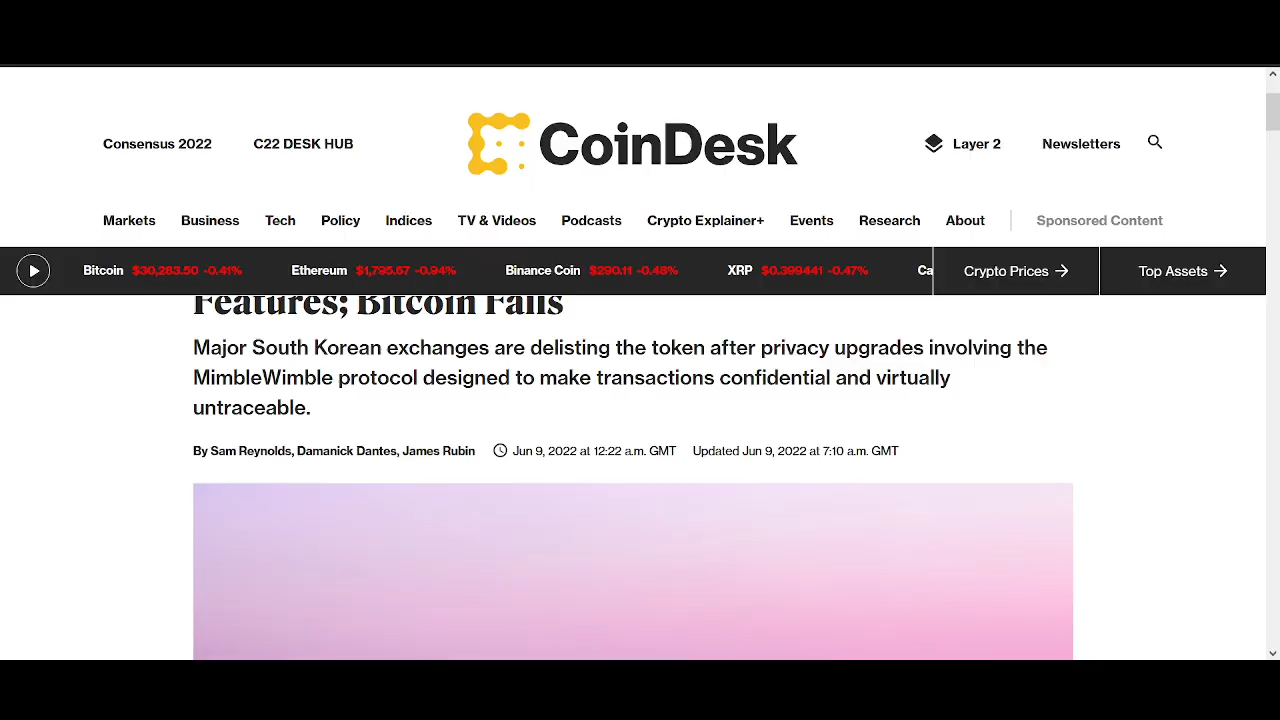 Consensus 2022 C22 DESK HUB CoinDesk Layer 2 Newsletters
Markets Business Tech Policy Indices TV & Videos Podcasts Crypto Explainer+ Events Research About Sponsored Content
Bitcoin $30,283.50 -0.41% Ethereum $1,795.67 -0.94% Binance Coin $290.11 -0.48% XRP $0.399441 -0.47% Ca Crypto Prices → Top Assets →
Features; Bitcoin Falls
Major South Korean exchanges are delisting the token after privacy upgrades involving the
MimbleWimble protocol designed to make transactions confidential and virtually
untraceable.
By Sam Reynolds, Damanick Dantes, James Rubin Jun 9, 2022 at 12:22 a.m. GMT Updated Jun 9, 2022 at 7:10 a.m. GMT